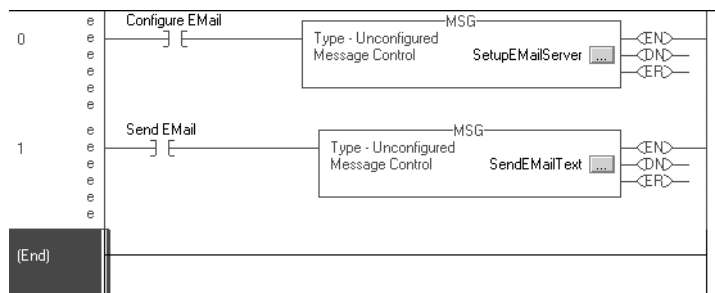 e Configure EMail MSG
0 e Type - Unconfigured EN
e Message Control SetupEMailServer ... DN
e ER
e
e
e Send EMail MSG
1 e Type - Unconfigured EN
e Message Control SendEMailText ... DN
e ER
e
e
(End)